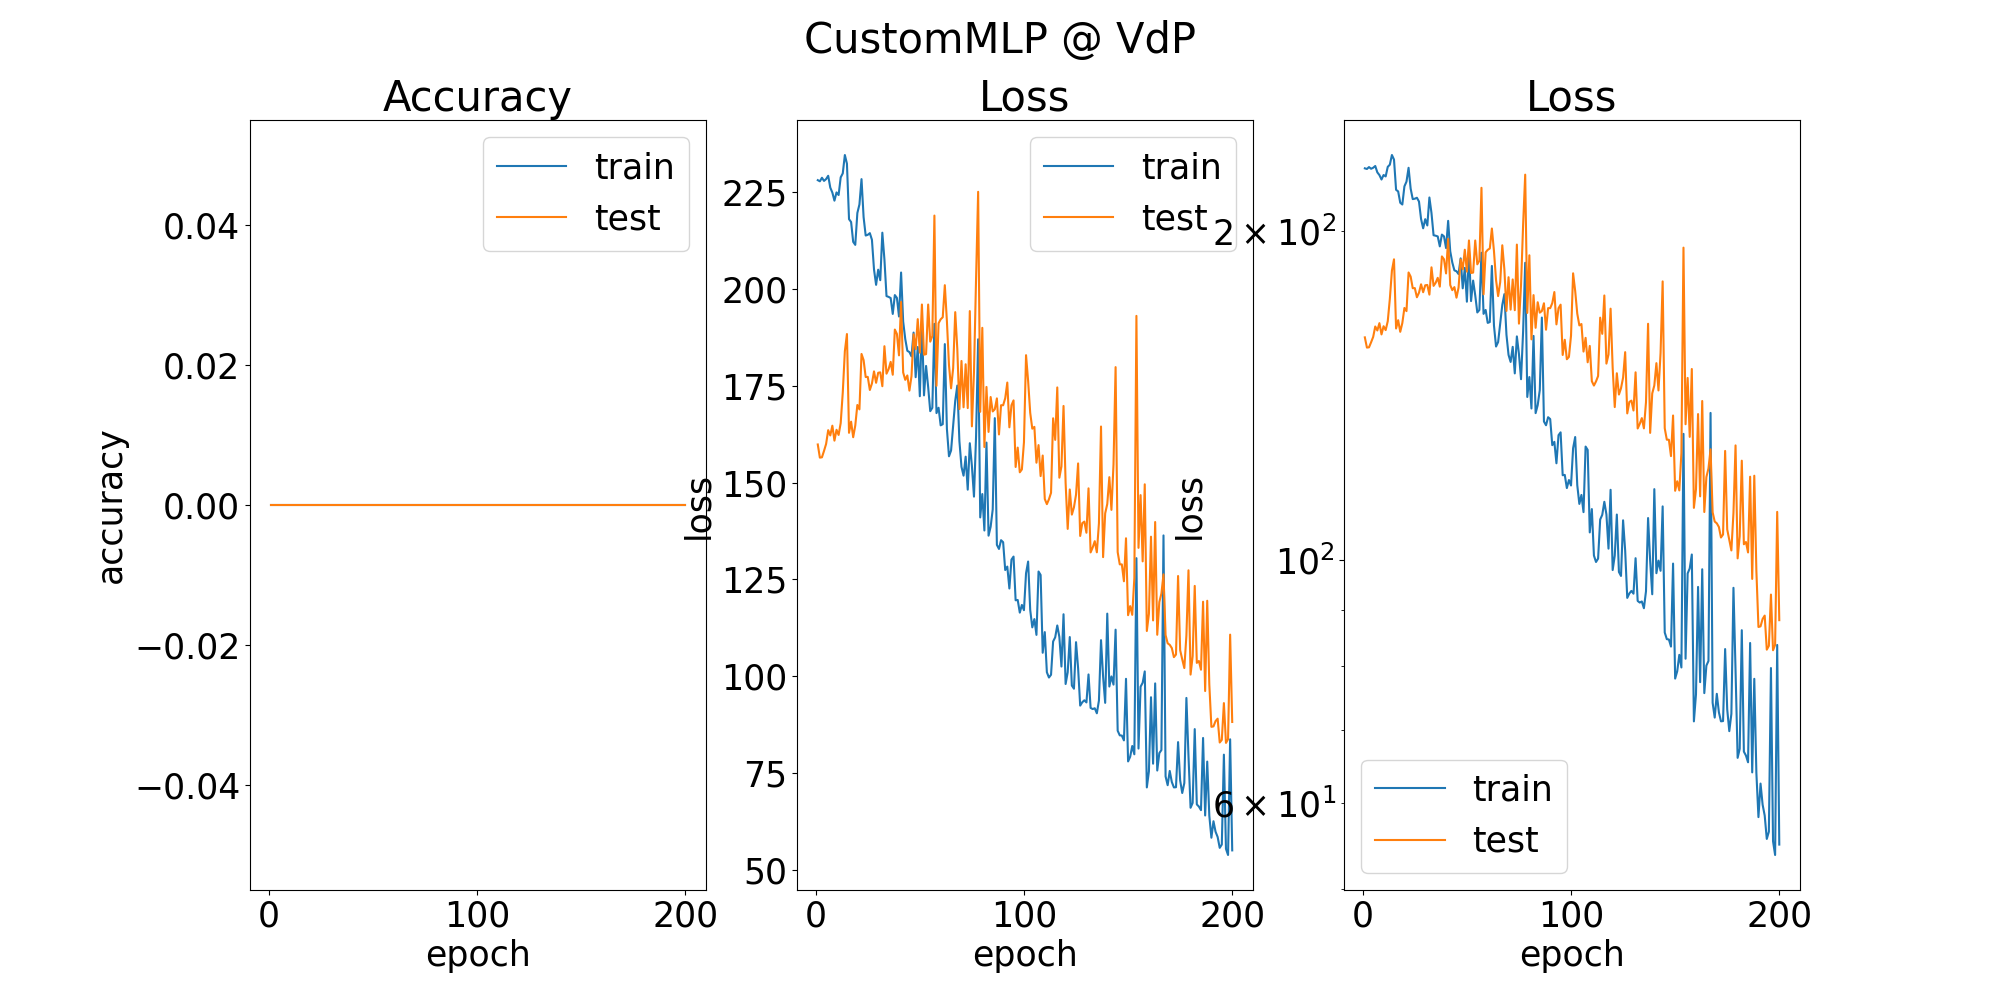 CustomMLP @ VdP
Accuracy
train
test
0.04
0.02
0.00
−0.02
−0.04
accuracy
0 100 200
epoch
Loss
train
test
225
200
175
150
125
100
75
50
loss
0 100 200
epoch
Loss
2 × 10²
10²
6 × 10¹
loss
train
test
0 100 200
epoch